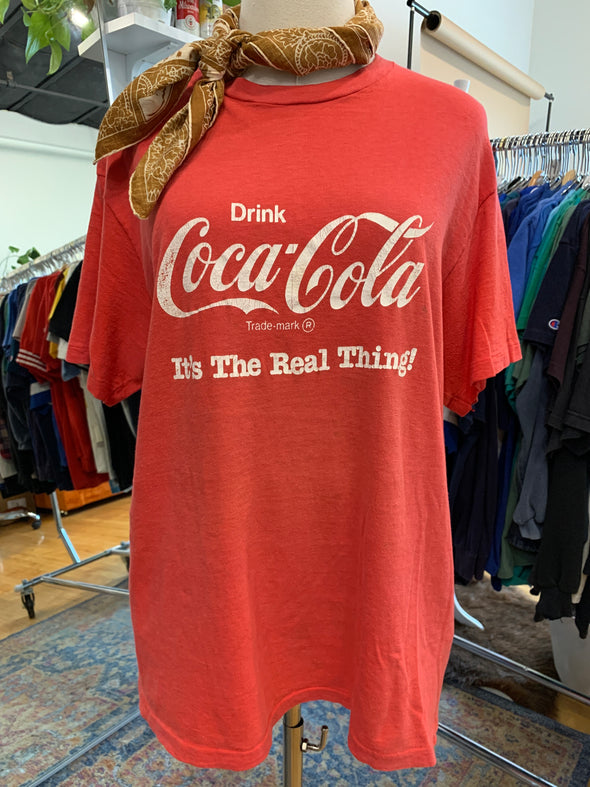 Drink
Coca-Cola
Trade-mark ®
It's The Real Thing!